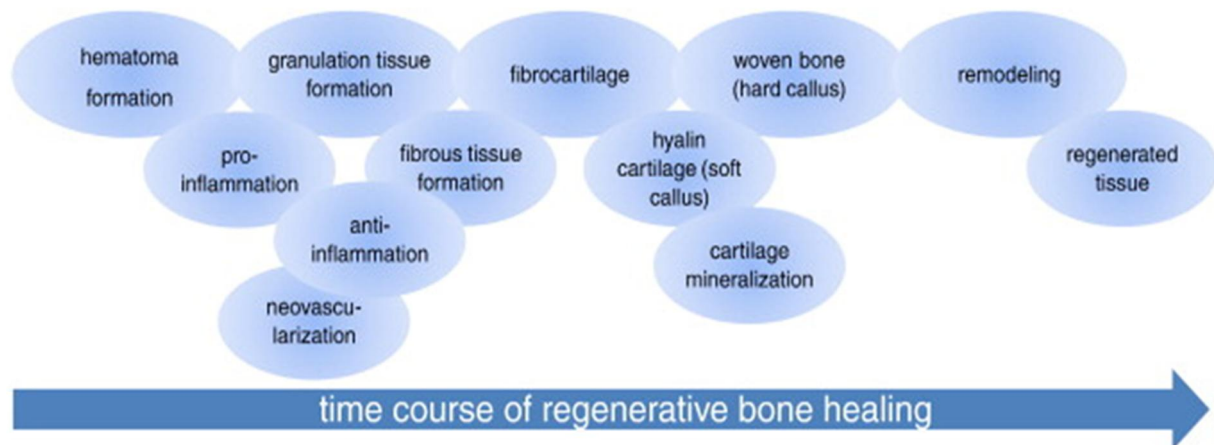 hematoma
formation
granulation tissue
formation
fibrocartilage
woven bone
(hard callus)
remodeling
pro-
inflammation
fibrous tissue
formation
hyalin
cartilage (soft
callus)
regenerated
tissue
anti-
inflammation
cartilage
mineralization
neovascu-
larization
time course of regenerative bone healing